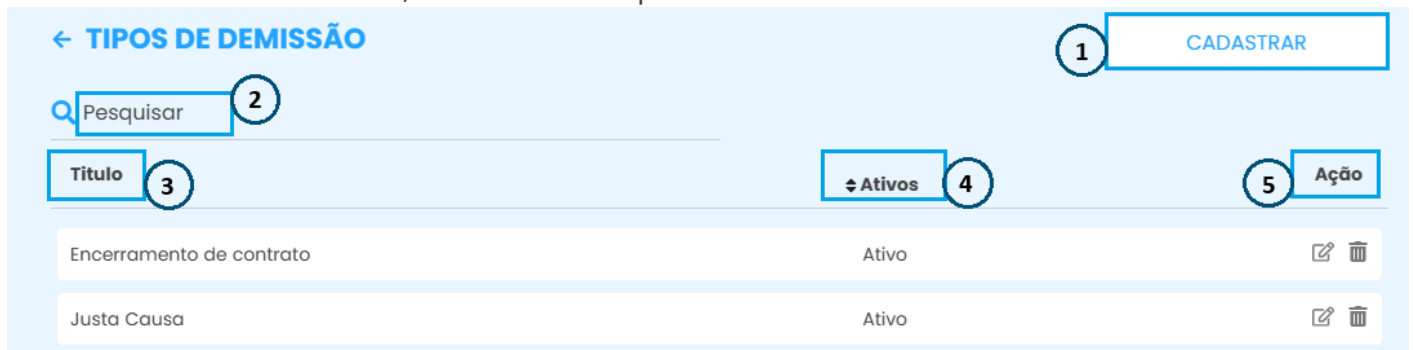 ← TIPOS DE DEMISSÃO
1 CADASTRAR
Pesquisar 2
Titulo 3 Ativos 4 5 Ação
Encerramento de contrato Ativo
Justa Causa Ativo